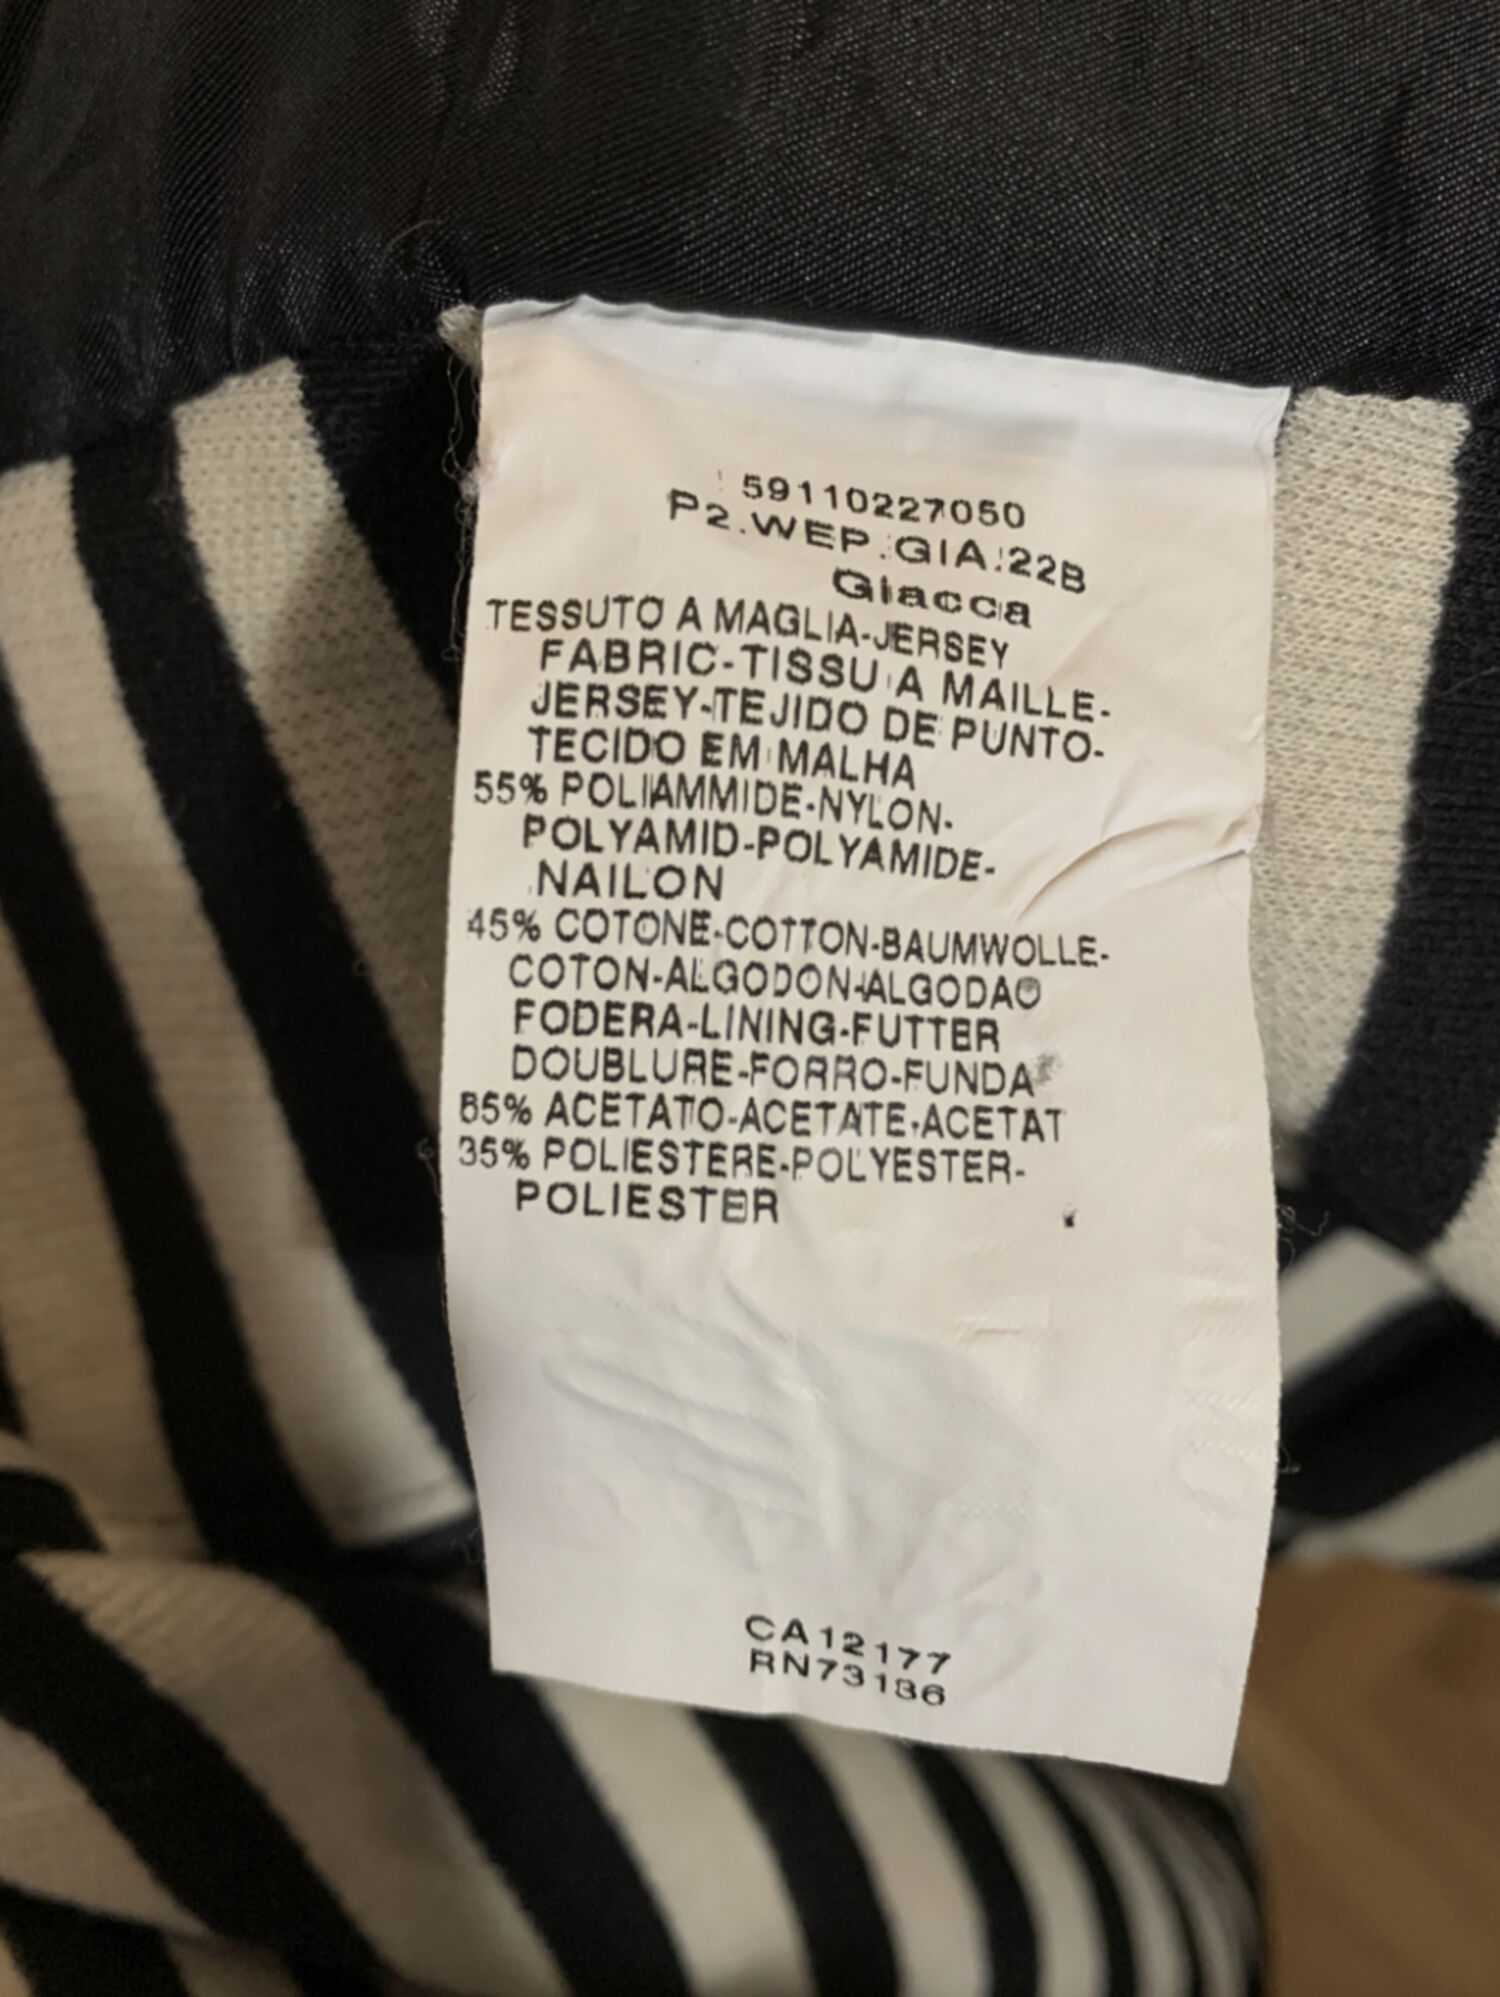 59110227050
P2.WEP.GIA.22B
Giacca
TESSUTO A MAGLIA-JERSEY
FABRIC-TISSU A MAILLE-
JERSEY-TEJIDO DE PUNTO-
TECIDO EM MALHA
55% POLIAMMIDE-NYLON-
POLYAMID-POLYAMIDE-
NAILON
45% COTONE-COTTON-BAUMWOLLE-
COTON-ALGODON-ALGODAO
FODERA-LINING-FUTTER
DOUBLURE-FORRO-FUNDA
65% ACETATO-ACETATE-ACETAT
35% POLIESTERE-POLYESTER-
POLIESTER
CA12177
RN73186